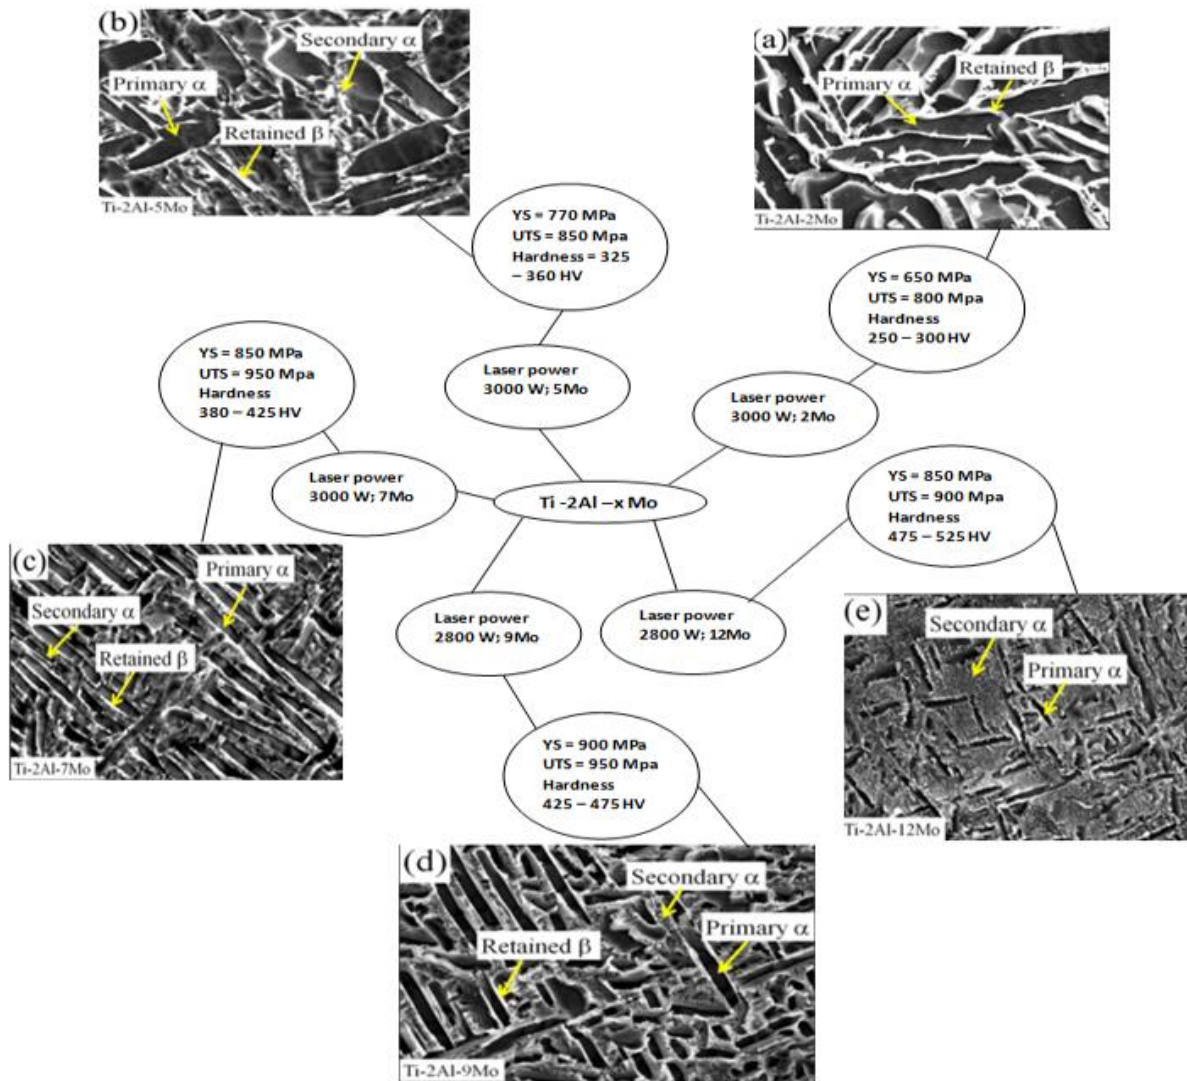 (b)
Secondary α
Primary α
Retained β
Ti-2Al-5Mo
(a)
Retained β
Primary α
Ti-2Al-2Mo
YS = 770 MPa
UTS = 850 Mpa
Hardness = 325
– 360 HV
YS = 650 MPa
UTS = 800 Mpa
Hardness
250 – 300 HV
YS = 850 MPa
UTS = 950 Mpa
Hardness
380 – 425 HV
Laser power
3000 W; 5Mo
Laser power
3000 W; 2Mo
Laser power
3000 W; 7Mo
Ti -2Al –x Mo
YS = 850 MPa
UTS = 900 Mpa
Hardness
475 – 525 HV
(c)
Primary α
Secondary α
Retained β
Ti-2Al-7Mo
Laser power
2800 W; 9Mo
Laser power
2800 W; 12Mo
(e)
Secondary α
Primary α
Ti-2Al-12Mo
YS = 900 MPa
UTS = 950 Mpa
Hardness
425 – 475 HV
(d)
Secondary α
Primary α
Retained β
Ti-2Al-9Mo